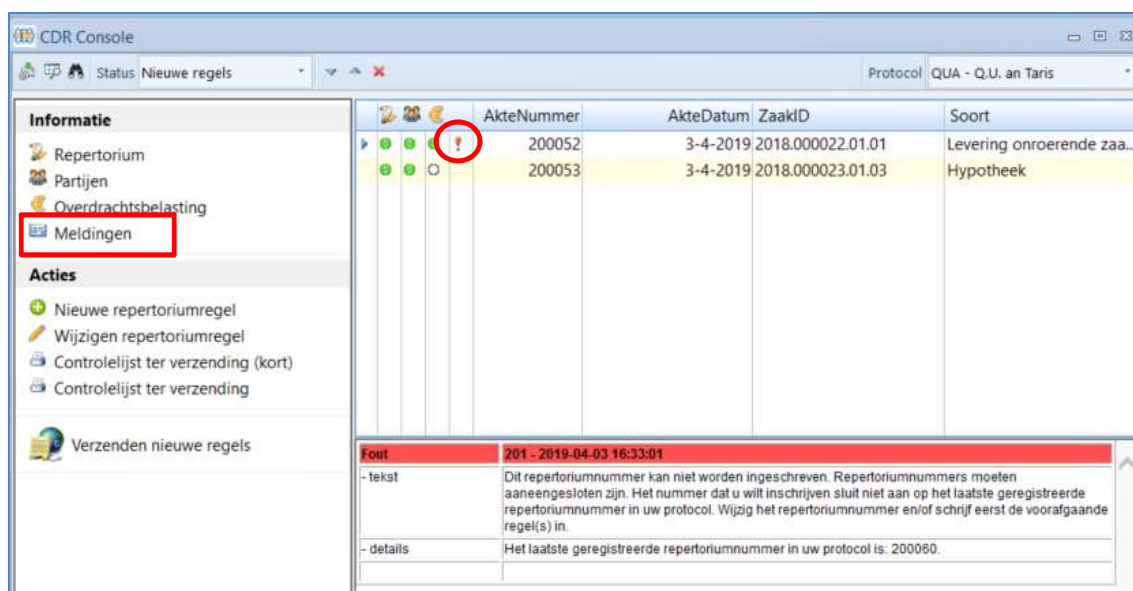 CDR Console
Status Nieuwe regels
Protocol QUA - Q.U. an Taris
Informatie
Repertorium
Partijen
Overdrachtsbelasting
Meldingen
Acties
Nieuwe repertoriumregel
Wijzigen repertoriumregel
Controlelijst ter verzending (kort)
Controlelijst ter verzending
Verzenden nieuwe regels
AkteNummer AkteDatum ZaakID Soort
200052 3-4-2019 2018.000022.01.01 Levering onroerende zaa..
200053 3-4-2019 2018.000023.01.03 Hypotheek
Fout 201 - 2019-04-03 16:33:01
- tekst Dit repertoriumnummer kan niet worden ingeschreven. Repertoriumnummers moeten
aaneengesloten zijn. Het nummer dat u wilt inschrijven sluit niet aan op het laatste geregistreerde
repertoriumnummer in uw protocol. Wijzig het repertoriumnummer en/of schrijf eerst de voorafgaande
regel(s) in.
- details Het laatste geregistreerde repertoriumnummer in uw protocol is: 200060.